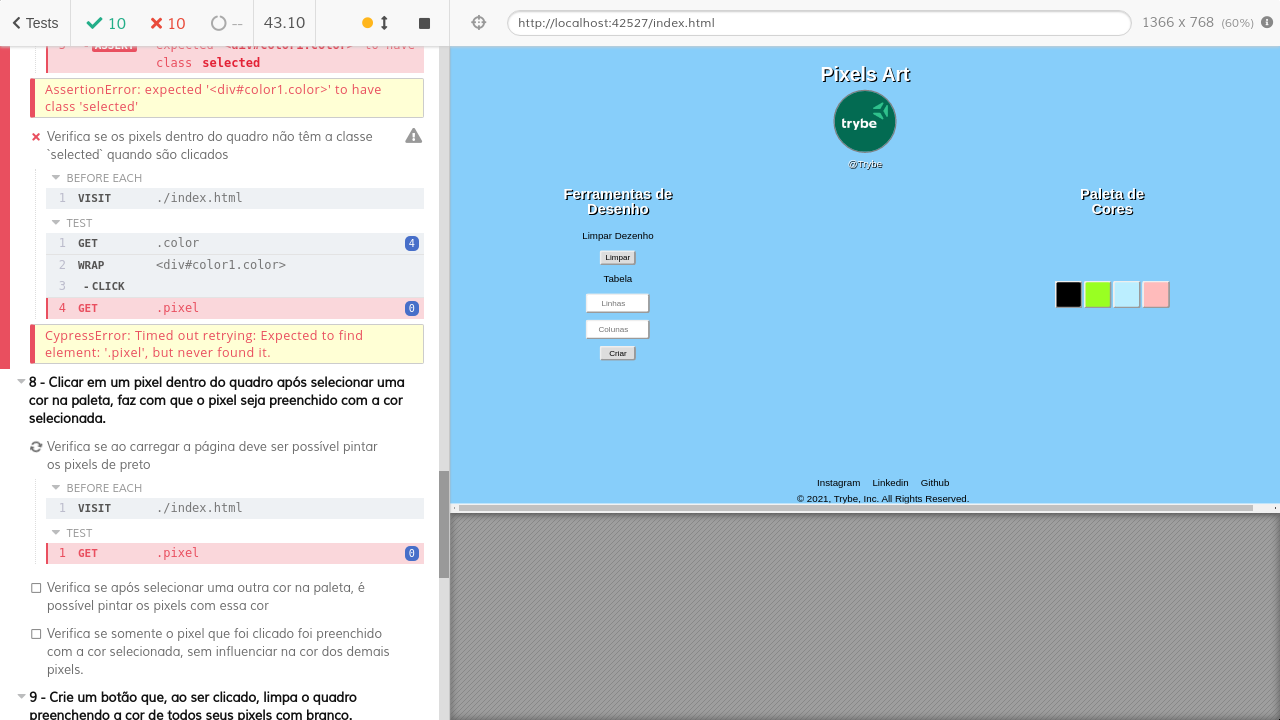 Tests
10
10
--
43.10
http://localhost:42527/index.html
1366 x 768 (60%)
3 - ASSERT expected <div#color1.color> to have
class selected
AssertionError: expected '<div#color1.color>' to have
class 'selected'
Verifica se os pixels dentro do quadro não têm a classe
`selected` quando são clicados
BEFORE EACH
1 VISIT ./index.html
TEST
1 GET .color 4
2 WRAP <div#color1.color>
3 - CLICK
4 GET .pixel 0
CypressError: Timed out retrying: Expected to find
element: '.pixel', but never found it.
8 - Clicar em um pixel dentro do quadro após selecionar uma
cor na paleta, faz com que o pixel seja preenchido com a cor
selecionada.
Verifica se ao carregar a página deve ser possível pintar
os pixels de preto
BEFORE EACH
1 VISIT ./index.html
TEST
1 GET .pixel 0
Verifica se após selecionar uma outra cor na paleta, é
possível pintar os pixels com essa cor
Verifica se somente o pixel que foi clicado foi preenchido
com a cor selecionada, sem influenciar na cor dos demais
pixels.
9 - Crie um botão que, ao ser clicado, limpa o quadro
preenchendo a cor de todos seus pixels com branco.
Pixels Art
trybe
@Trybe
Ferramentas de
Desenho
Limpar Dezenho
Limpar
Tabela
Linhas
Colunas
Criar
Paleta de
Cores
Instagram Linkedin Github
© 2021, Trybe, Inc. All Rights Reserved.